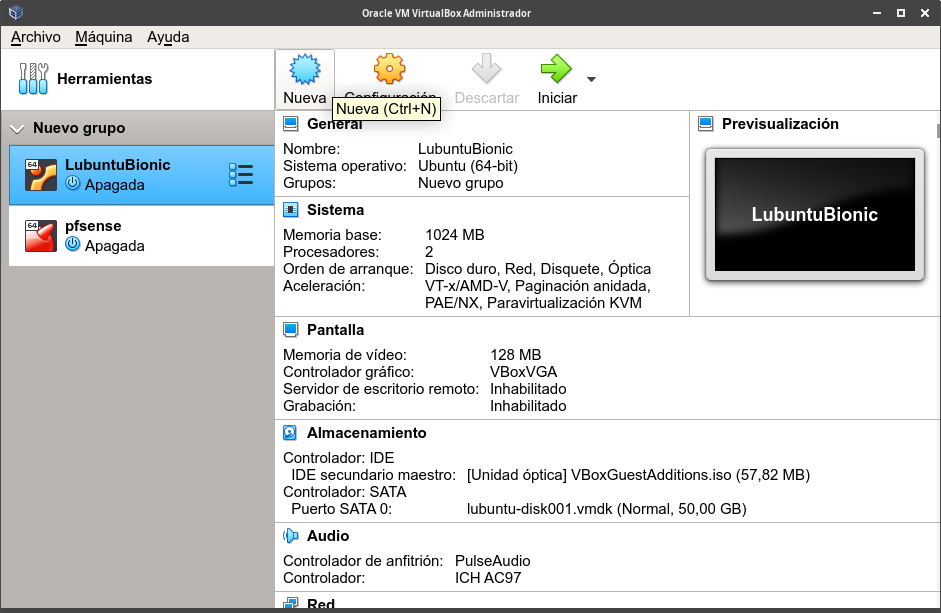 Oracle VM VirtualBox Administrador
Archivo Máquina Ayuda
Herramientas
Nueva Configuración Descartar Iniciar
Nueva (Ctrl+N)
Nuevo grupo
64
LubuntuBionic
Apagada
64
pfsense
Apagada
General
Nombre: LubuntuBionic
Sistema operativo: Ubuntu (64-bit)
Grupos: Nuevo grupo
Previsualización
LubuntuBionic
Sistema
Memoria base: 1024 MB
Procesadores: 2
Orden de arranque: Disco duro, Red, Disquete, Óptica
Aceleración: VT-x/AMD-V, Paginación anidada,
PAE/NX, Paravirtualización KVM
Pantalla
Memoria de vídeo: 128 MB
Controlador gráfico: VBoxVGA
Servidor de escritorio remoto: Inhabilitado
Grabación: Inhabilitado
Almacenamiento
Controlador: IDE
IDE secundario maestro: [Unidad óptica] VBoxGuestAdditions.iso (57,82 MB)
Controlador: SATA
Puerto SATA 0: lubuntu-disk001.vmdk (Normal, 50,00 GB)
Audio
Controlador de anfitrión: PulseAudio
Controlador: ICH AC97
Red